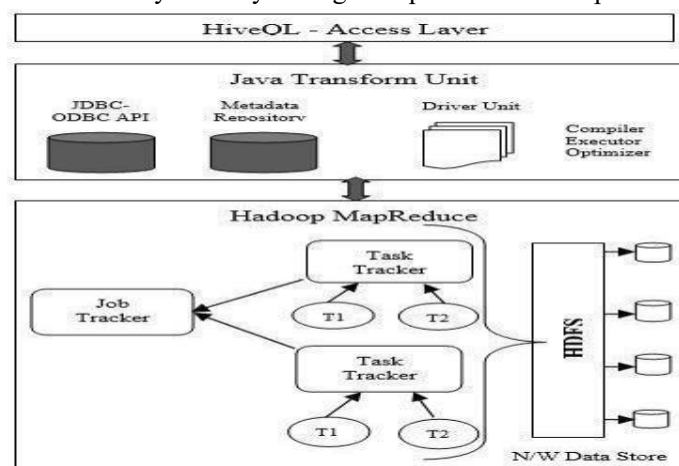 HiveQL - Access Layer
Java Transform Unit
JDBC-
ODBC API
Metadata
Repository
Driver Unit
Compiler
Executor
Optimizer
Hadoop MapReduce
Task
Tracker
Job
Tracker
T1
T2
Task
Tracker
T1
T2
HDFS
N/W Data Store